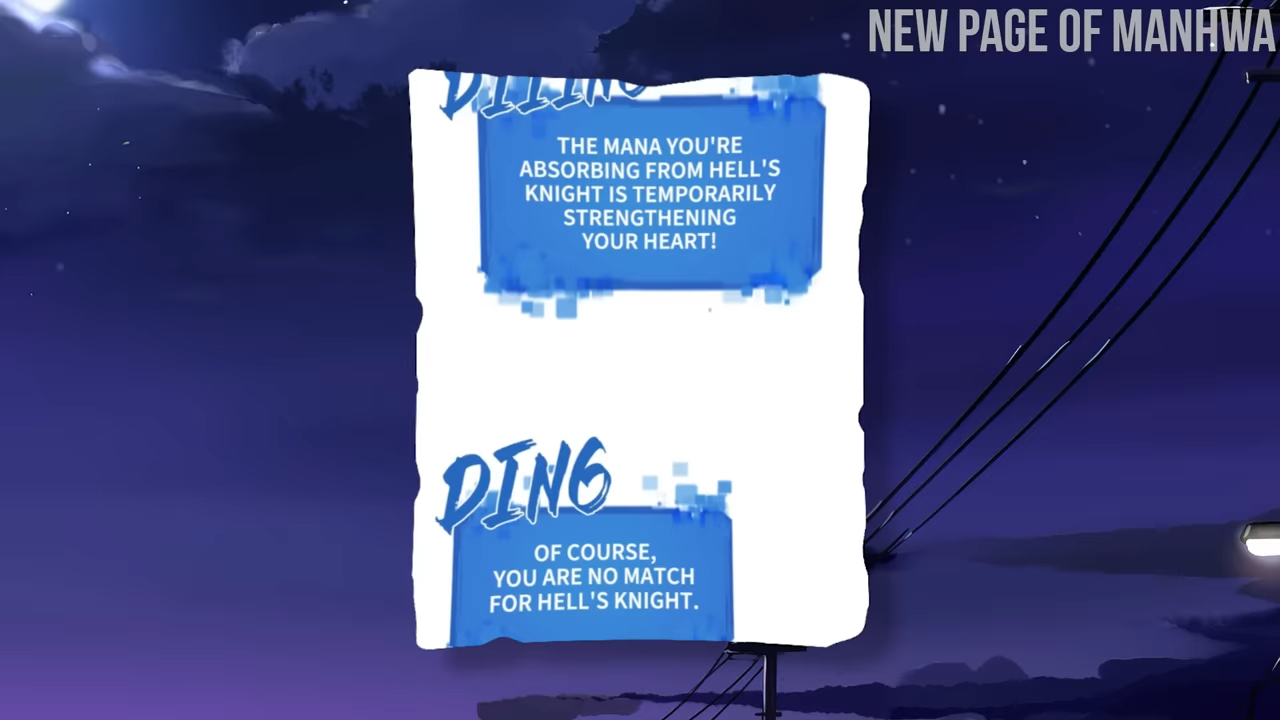 NEW PAGE OF MANHWA
DIIING
THE MANA YOU'RE
ABSORBING FROM HELL'S
KNIGHT IS TEMPORARILY
STRENGTHENING
YOUR HEART!
DING
OF COURSE,
YOU ARE NO MATCH
FOR HELL'S KNIGHT.